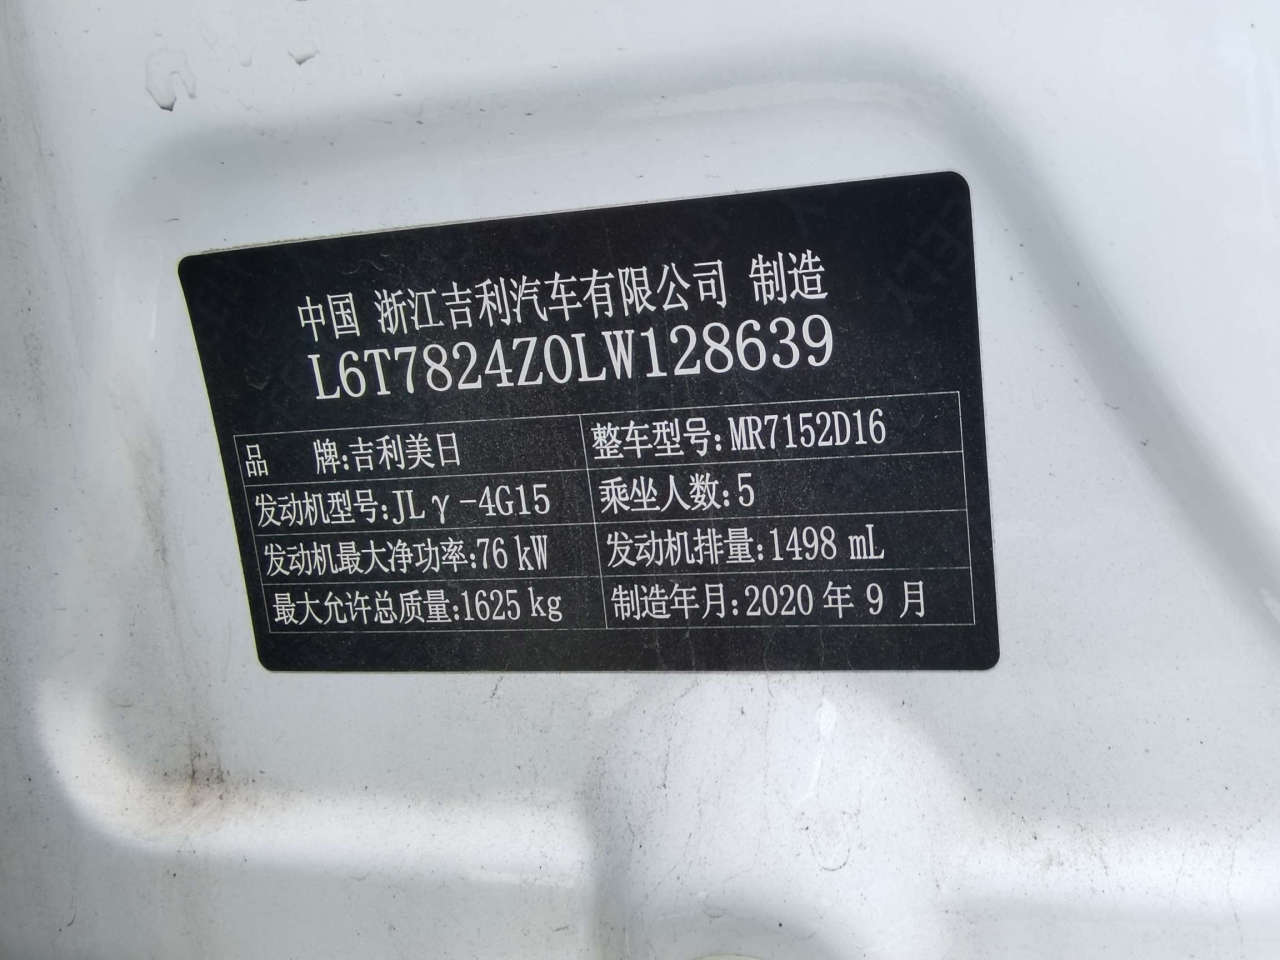 中国 浙江吉利汽车有限公司 制造
L6T7824Z0LW128639
品 牌:吉利美日 整车型号:MR7152D16
发动机型号:JLγ-4G15 乘坐人数:5
发动机最大净功率:76 kW 发动机排量:1498 mL
最大允许总质量:1625 kg 制造年月:2020 年 9 月